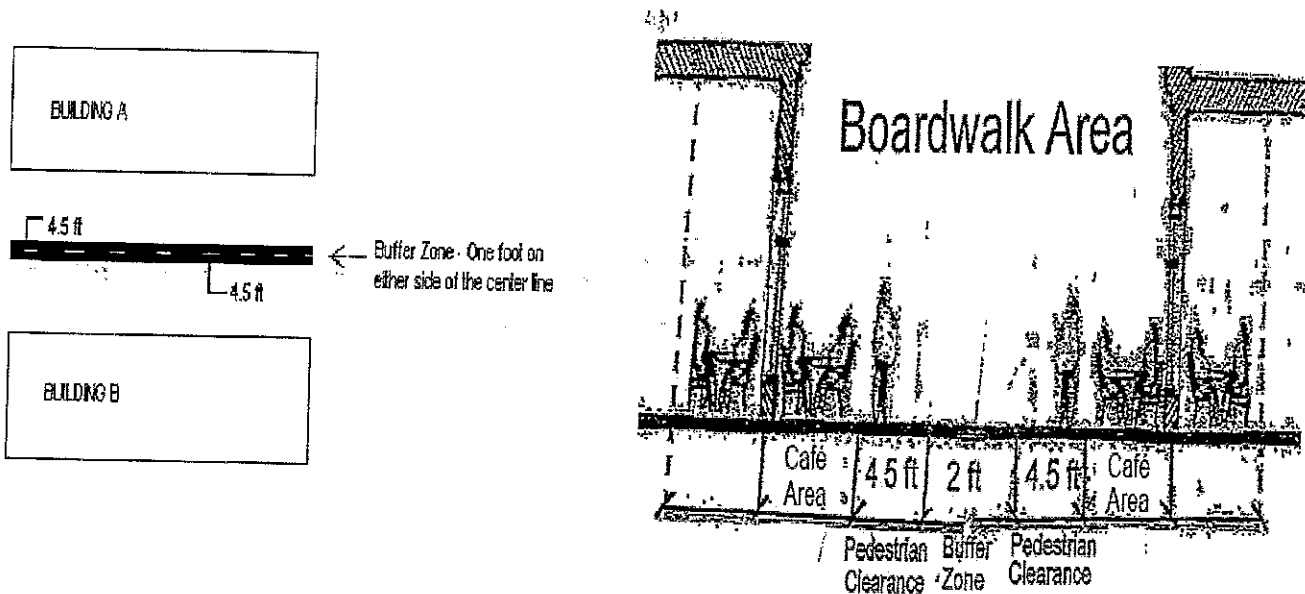 BUILDING A
4.5 ft
Buffer Zone - One foot on
either side of the center line
4.5 ft
BUILDING B
Boardwalk Area
Café
Area
4.5 ft
2 ft
4.5 ft
Café
Area
Pedestrian
Clearance
Buffer
Zone
Pedestrian
Clearance